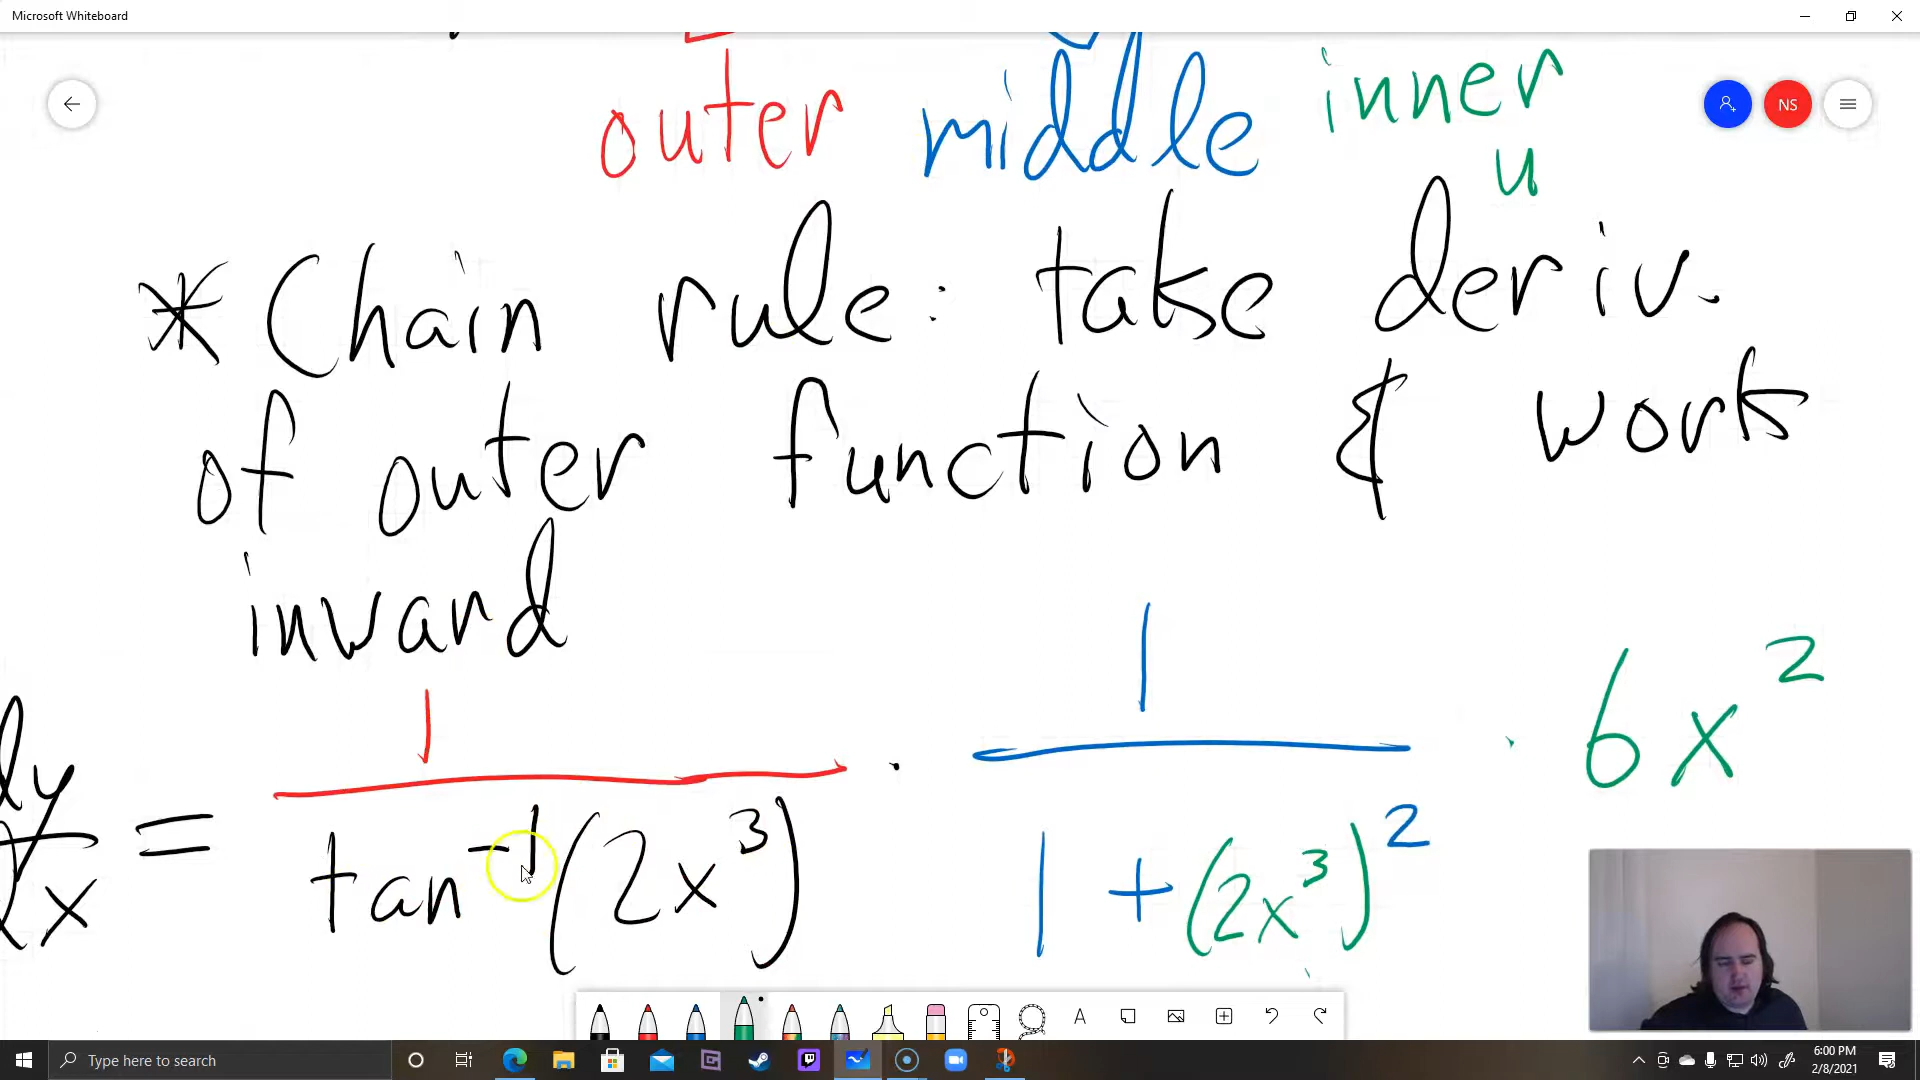 Microsoft Whiteboard
outer middle inner
u
NS
* Chain rule: take deriv.
of outer function & work
inward
dy/dx = 1/tan⁻¹(2x³) · 1/1+(2x³)² · 6x²
A
Type here to search
6:00 PM
2/8/2021